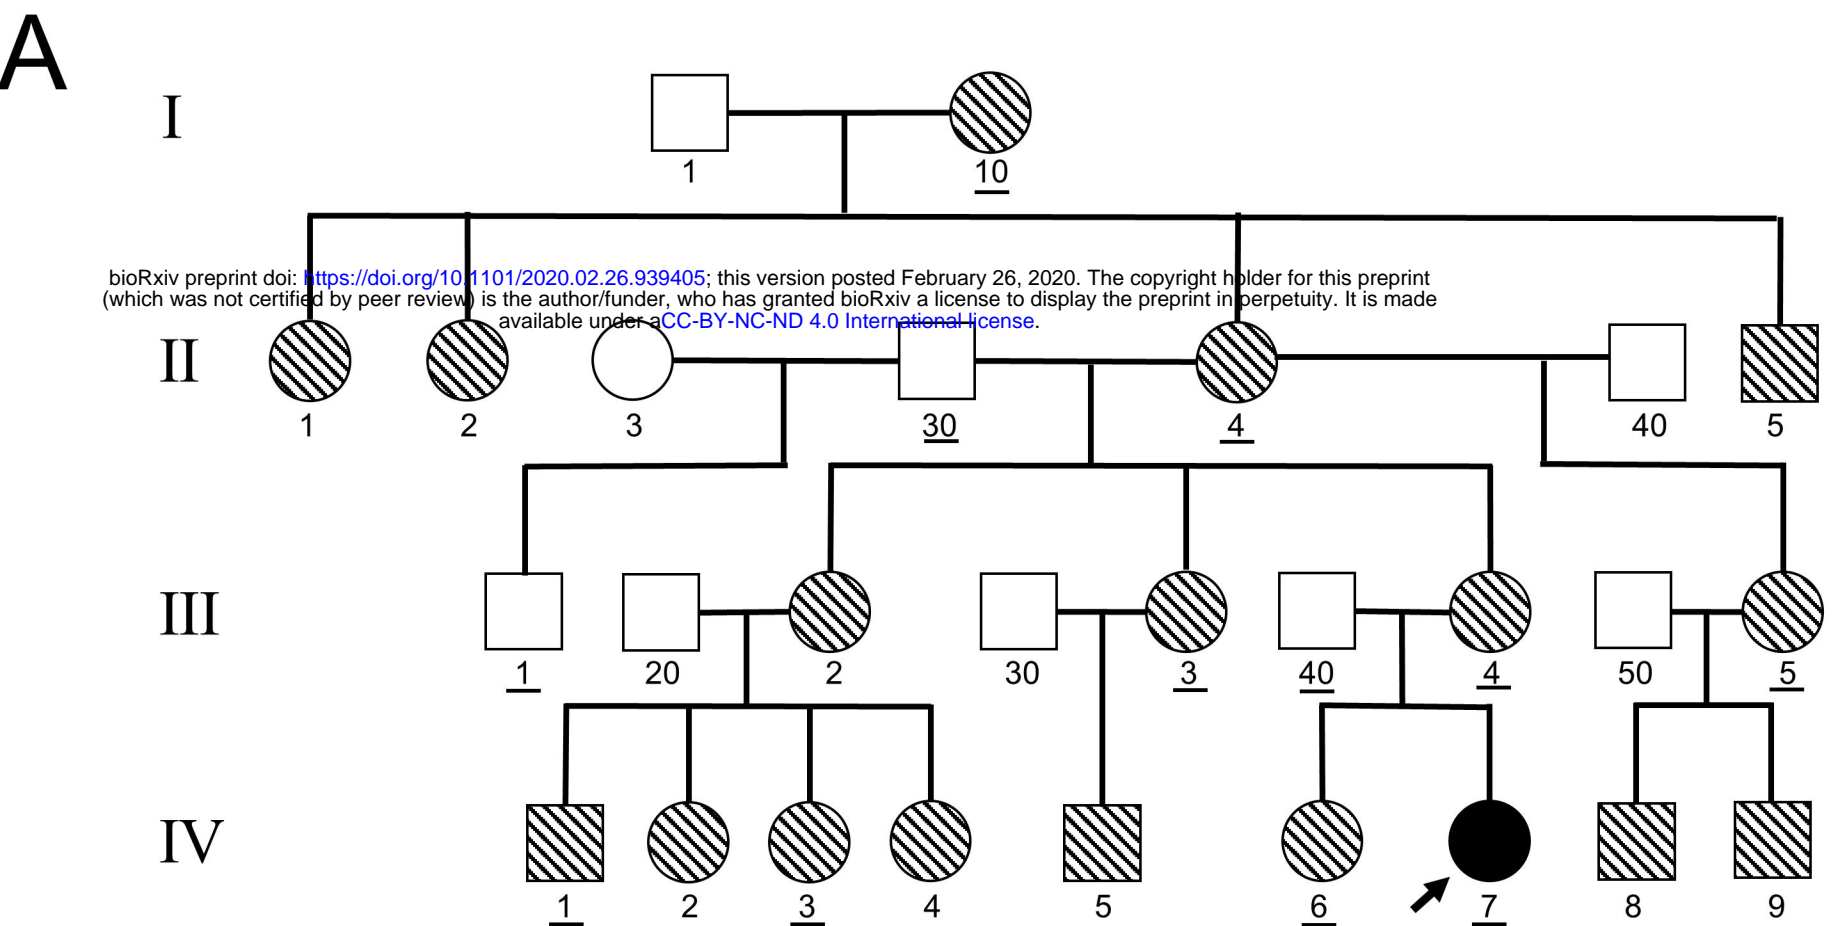 A
I
1 10
bioRxiv preprint doi: https://doi.org/10.1101/2020.02.26.939405; this version posted February 26, 2020. The copyright holder for this preprint
(which was not certified by peer review) is the author/funder, who has granted bioRxiv a license to display the preprint in perpetuity. It is made
available under aCC-BY-NC-ND 4.0 International license.
II
1 2 3 30 4 40 5
III
1 20 2 30 3 40 4 50 5
IV
1 2 3 4 5 6 7 8 9